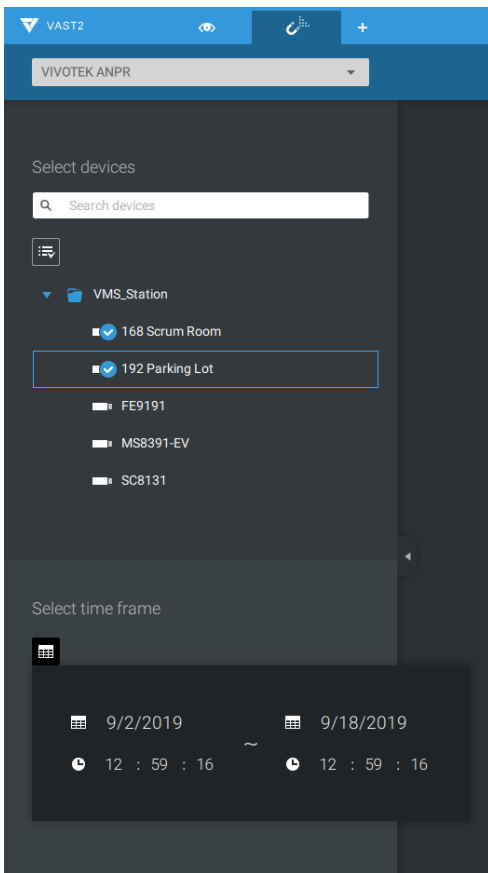 VAST2
VIVOTEK ANPR
Select devices
Search devices
VMS_Station
168 Scrum Room
192 Parking Lot
FE9191
MS8391-EV
SC8131
Select time frame
9/2/2019 ~ 9/18/2019
12 : 59 : 16 12 : 59 : 16